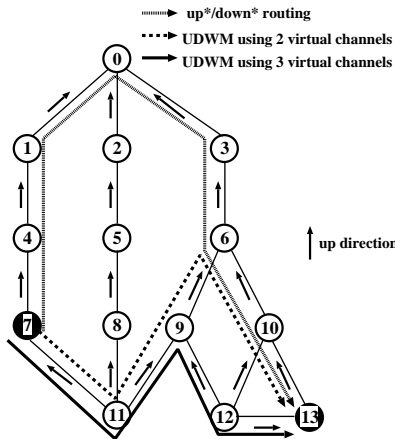 up*/down* routing
UDWM using 2 virtual channels
UDWM using 3 virtual channels
0
1 2 3
4 5 6
up direction
7 8 9 10
11 12 13